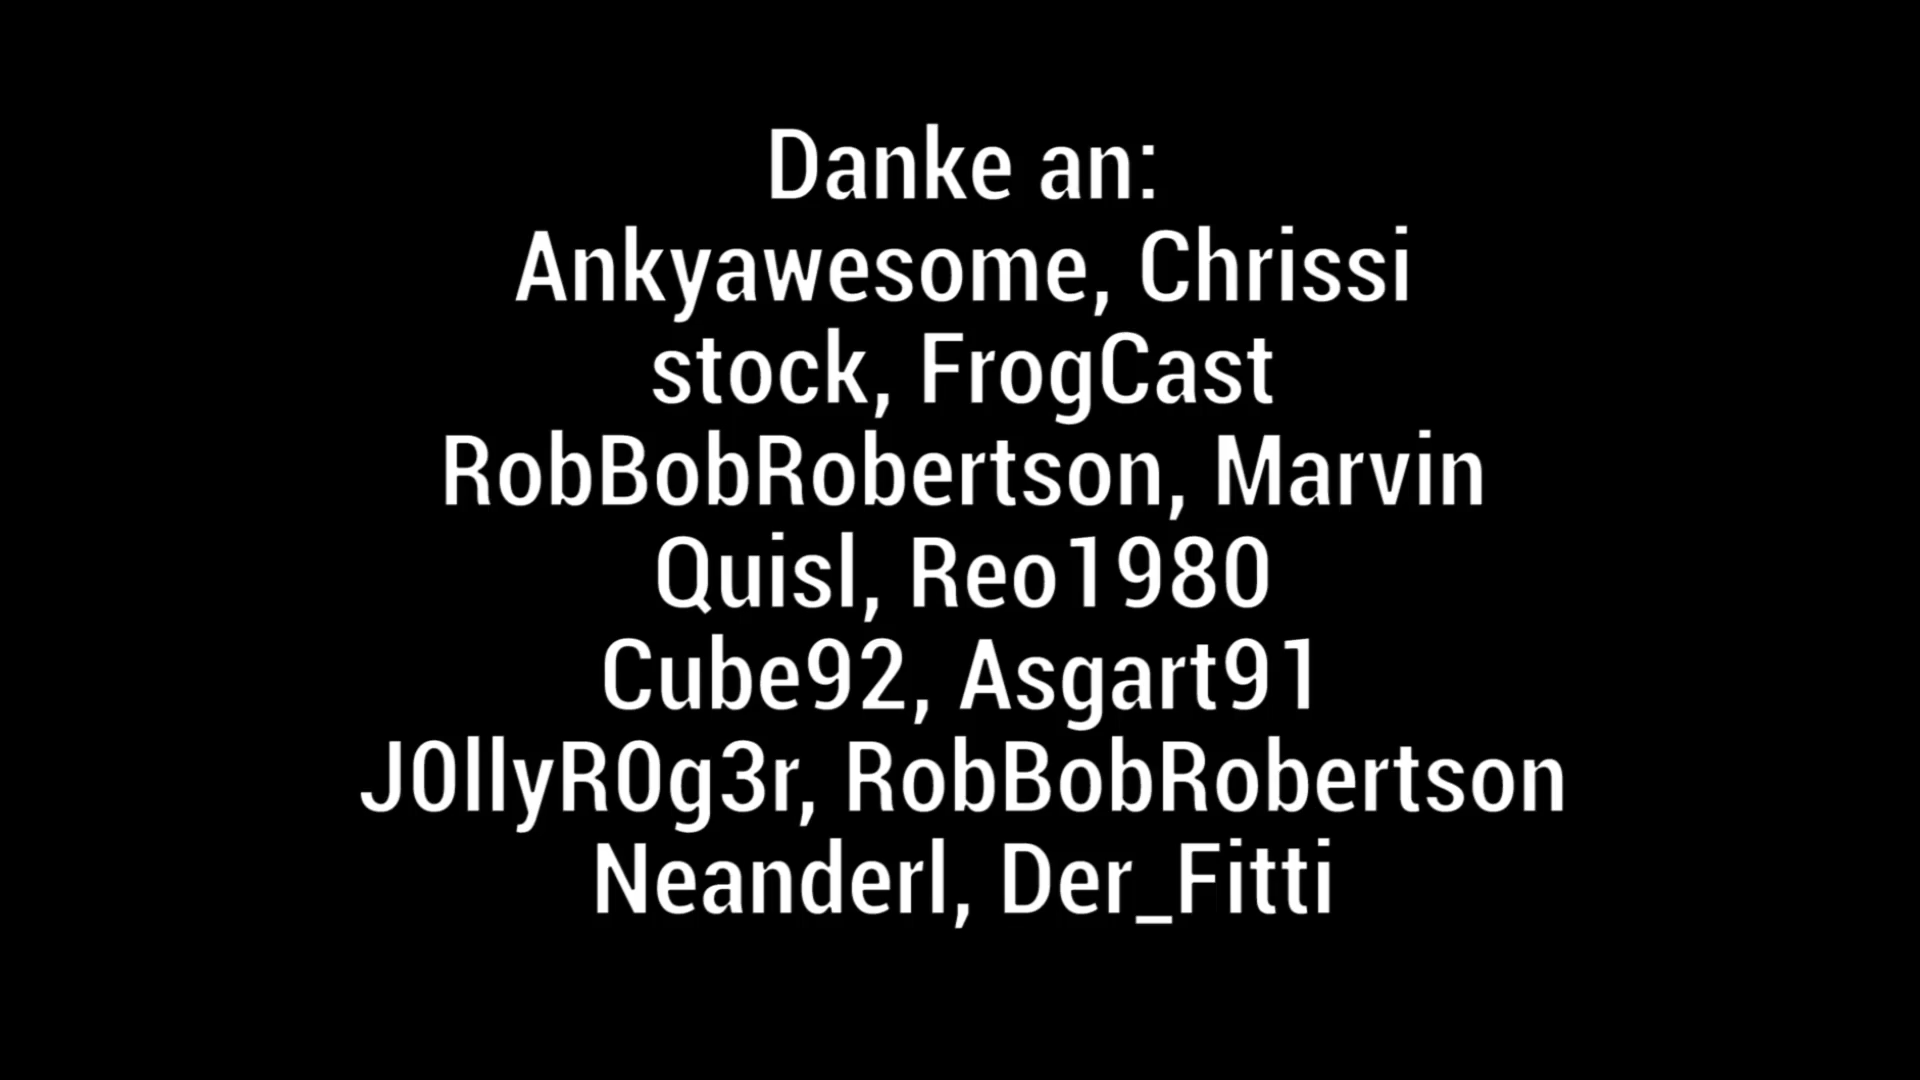 Danke an:
Ankyawesome, Chrissi
stock, FrogCast
RobBobRobertson, Marvin
Quisl, Reo1980
Cube92, Asgart91
J0llyR0g3r, RobBobRobertson
Neanderl, Der_Fitti